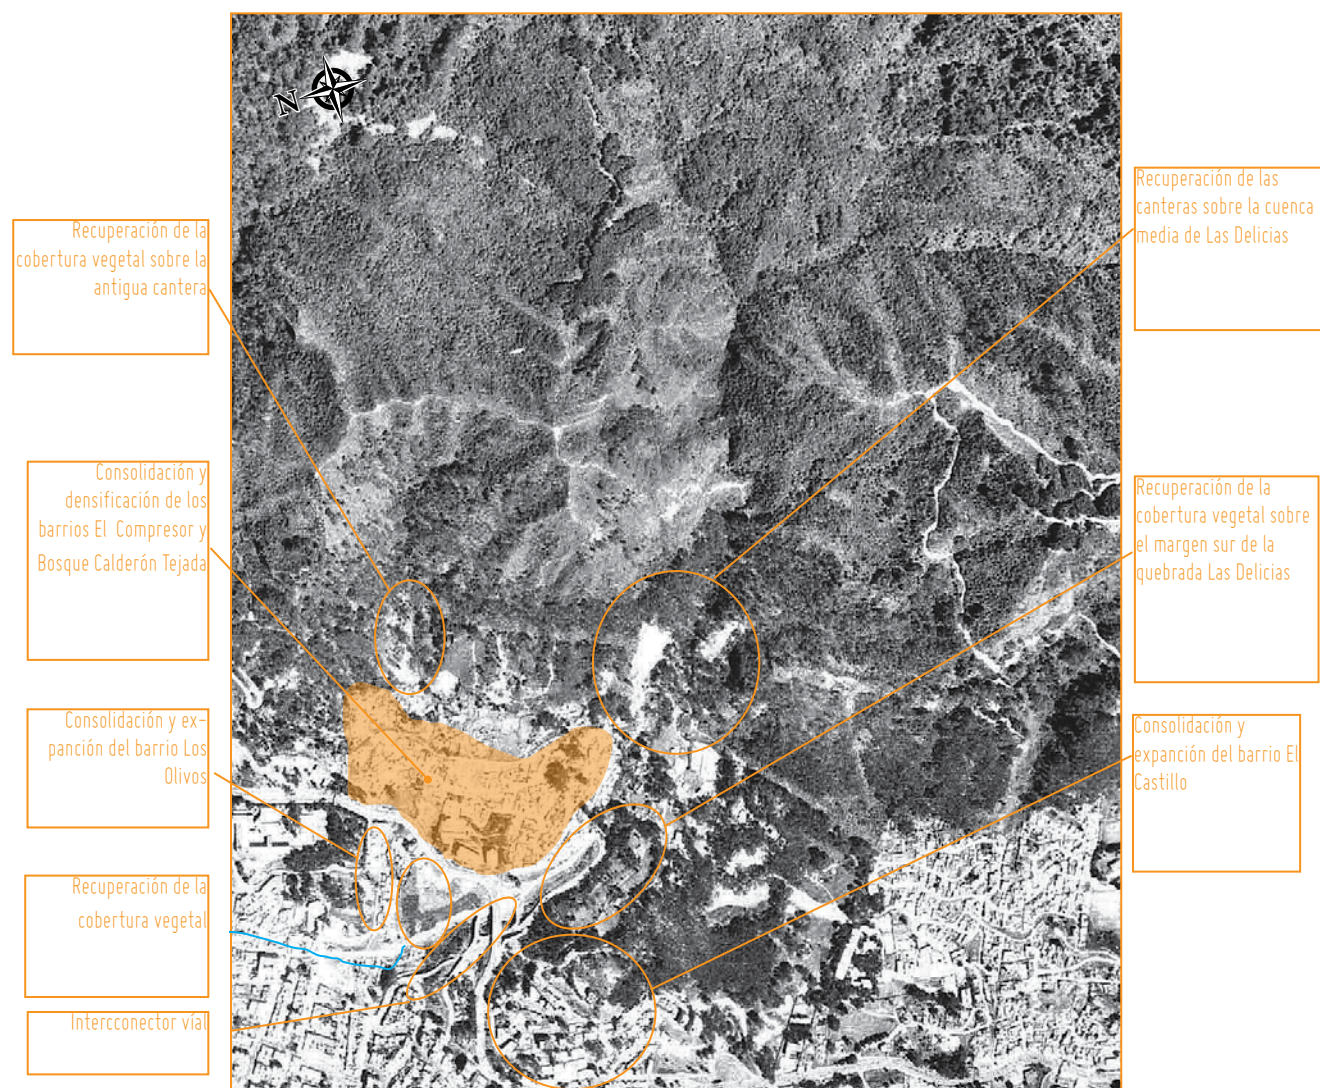 N
Recuperación de la
cobertura vegetal sobre la
antigua cantera
Consolidación y
densificación de los
barrios El Compresor y
Bosque Calderón Tejada
Consolidación y ex-
panción del barrio Los
Olivos
Recuperación de la
cobertura vegetal
Intercconector víal
Recuperación de las
canteras sobre la cuenca
media de Las Delicias
Recuperación de la
cobertura vegetal sobre
el margen sur de la
quebrada Las Delicias
Consolidación y
expanción del barrio El
Castillo